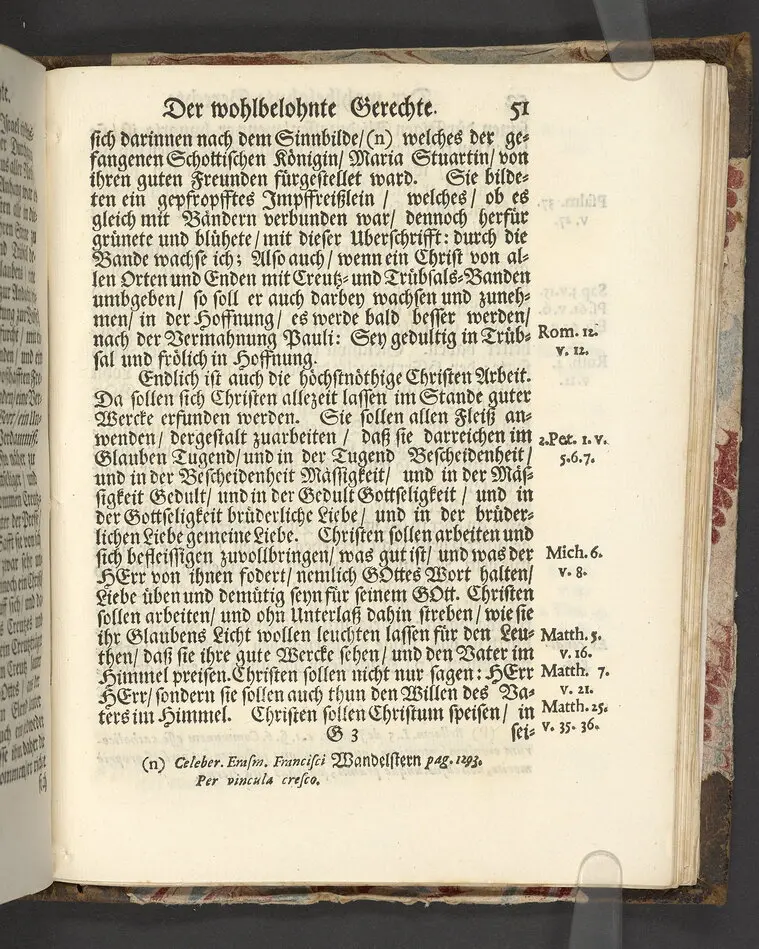 Der wohlbelohnte Gerechte. 51
sich darinnen nach dem Sinnbilde/(n) welches der ge-
fangenen Schottischen Königin/ Maria Stuartin/ von
ihren guten Freunden fürgestellet ward. Sie bilde-
ten ein gepfropfftes Impffreißlein / welches/ ob es
gleich mit Bändern verbunden war/ dennoch herfür
grünete und blühete/ mit dieser Uberschrifft: durch die
Bande wachse ich; Also auch/ wenn ein Christ von al-
len Orten und Enden mit Creutz- und Trübsals-Banden
umbgeben/ so soll er auch darbey wachsen und zuneh-
men/ in der Hoffnung/ es werde bald besser werden/
nach der Vermahnung Pauli: Sey gedultig in Trüb- Rom. 12.
sal und frölich in Hoffnung. v. 12.
Endlich ist auch die höchstnöthige Christen Arbeit.
Da sollen sich Christen allezeit lassen im Stande guter
Wercke erfunden werden. Sie sollen allen Fleiß an-
wenden/ dergestalt zuarbeiten / daß sie darreichen im 2. Pet. 1. v.
Glauben Tugend/ und in der Tugend Bescheidenheit/ 5. 6. 7.
und in der Bescheidenheit Mässigkeit/ und in der Mäs-
sigkeit Gedult/ und in der Gedult Gottseligkeit / und in
der Gottseligkeit brüderliche Liebe/ und in der brüder-
lichen Liebe gemeine Liebe. Christen sollen arbeiten und
sich befleissigen zuvollbringen/ was gut ist/ und was der Mich. 6.
HErr von ihnen fodert/ nemlich GOttes Wort halten/ v. 8.
Liebe üben und demütig seyn für seinem GOtt. Christen
sollen arbeiten/ und ohn Unterlaß dahin streben/ wie sie
ihr Glaubens Licht wollen leuchten lassen für den Leu- Matth. 5.
then/ daß sie ihre gute Wercke sehen/ und den Vater im v. 16.
Himmel preisen. Christen sollen nicht nur sagen: HErr Matth. 7.
HErr/ sondern sie sollen auch thun den Willen des Va- v. 21.
ters im Himmel. Christen sollen Christum speisen/ in Matth. 25.
G 3 sei- v. 35. 36.
(n) Celeber. Erasm. Francisci Wandelstern pag. 1293.
Per vincula cresco.